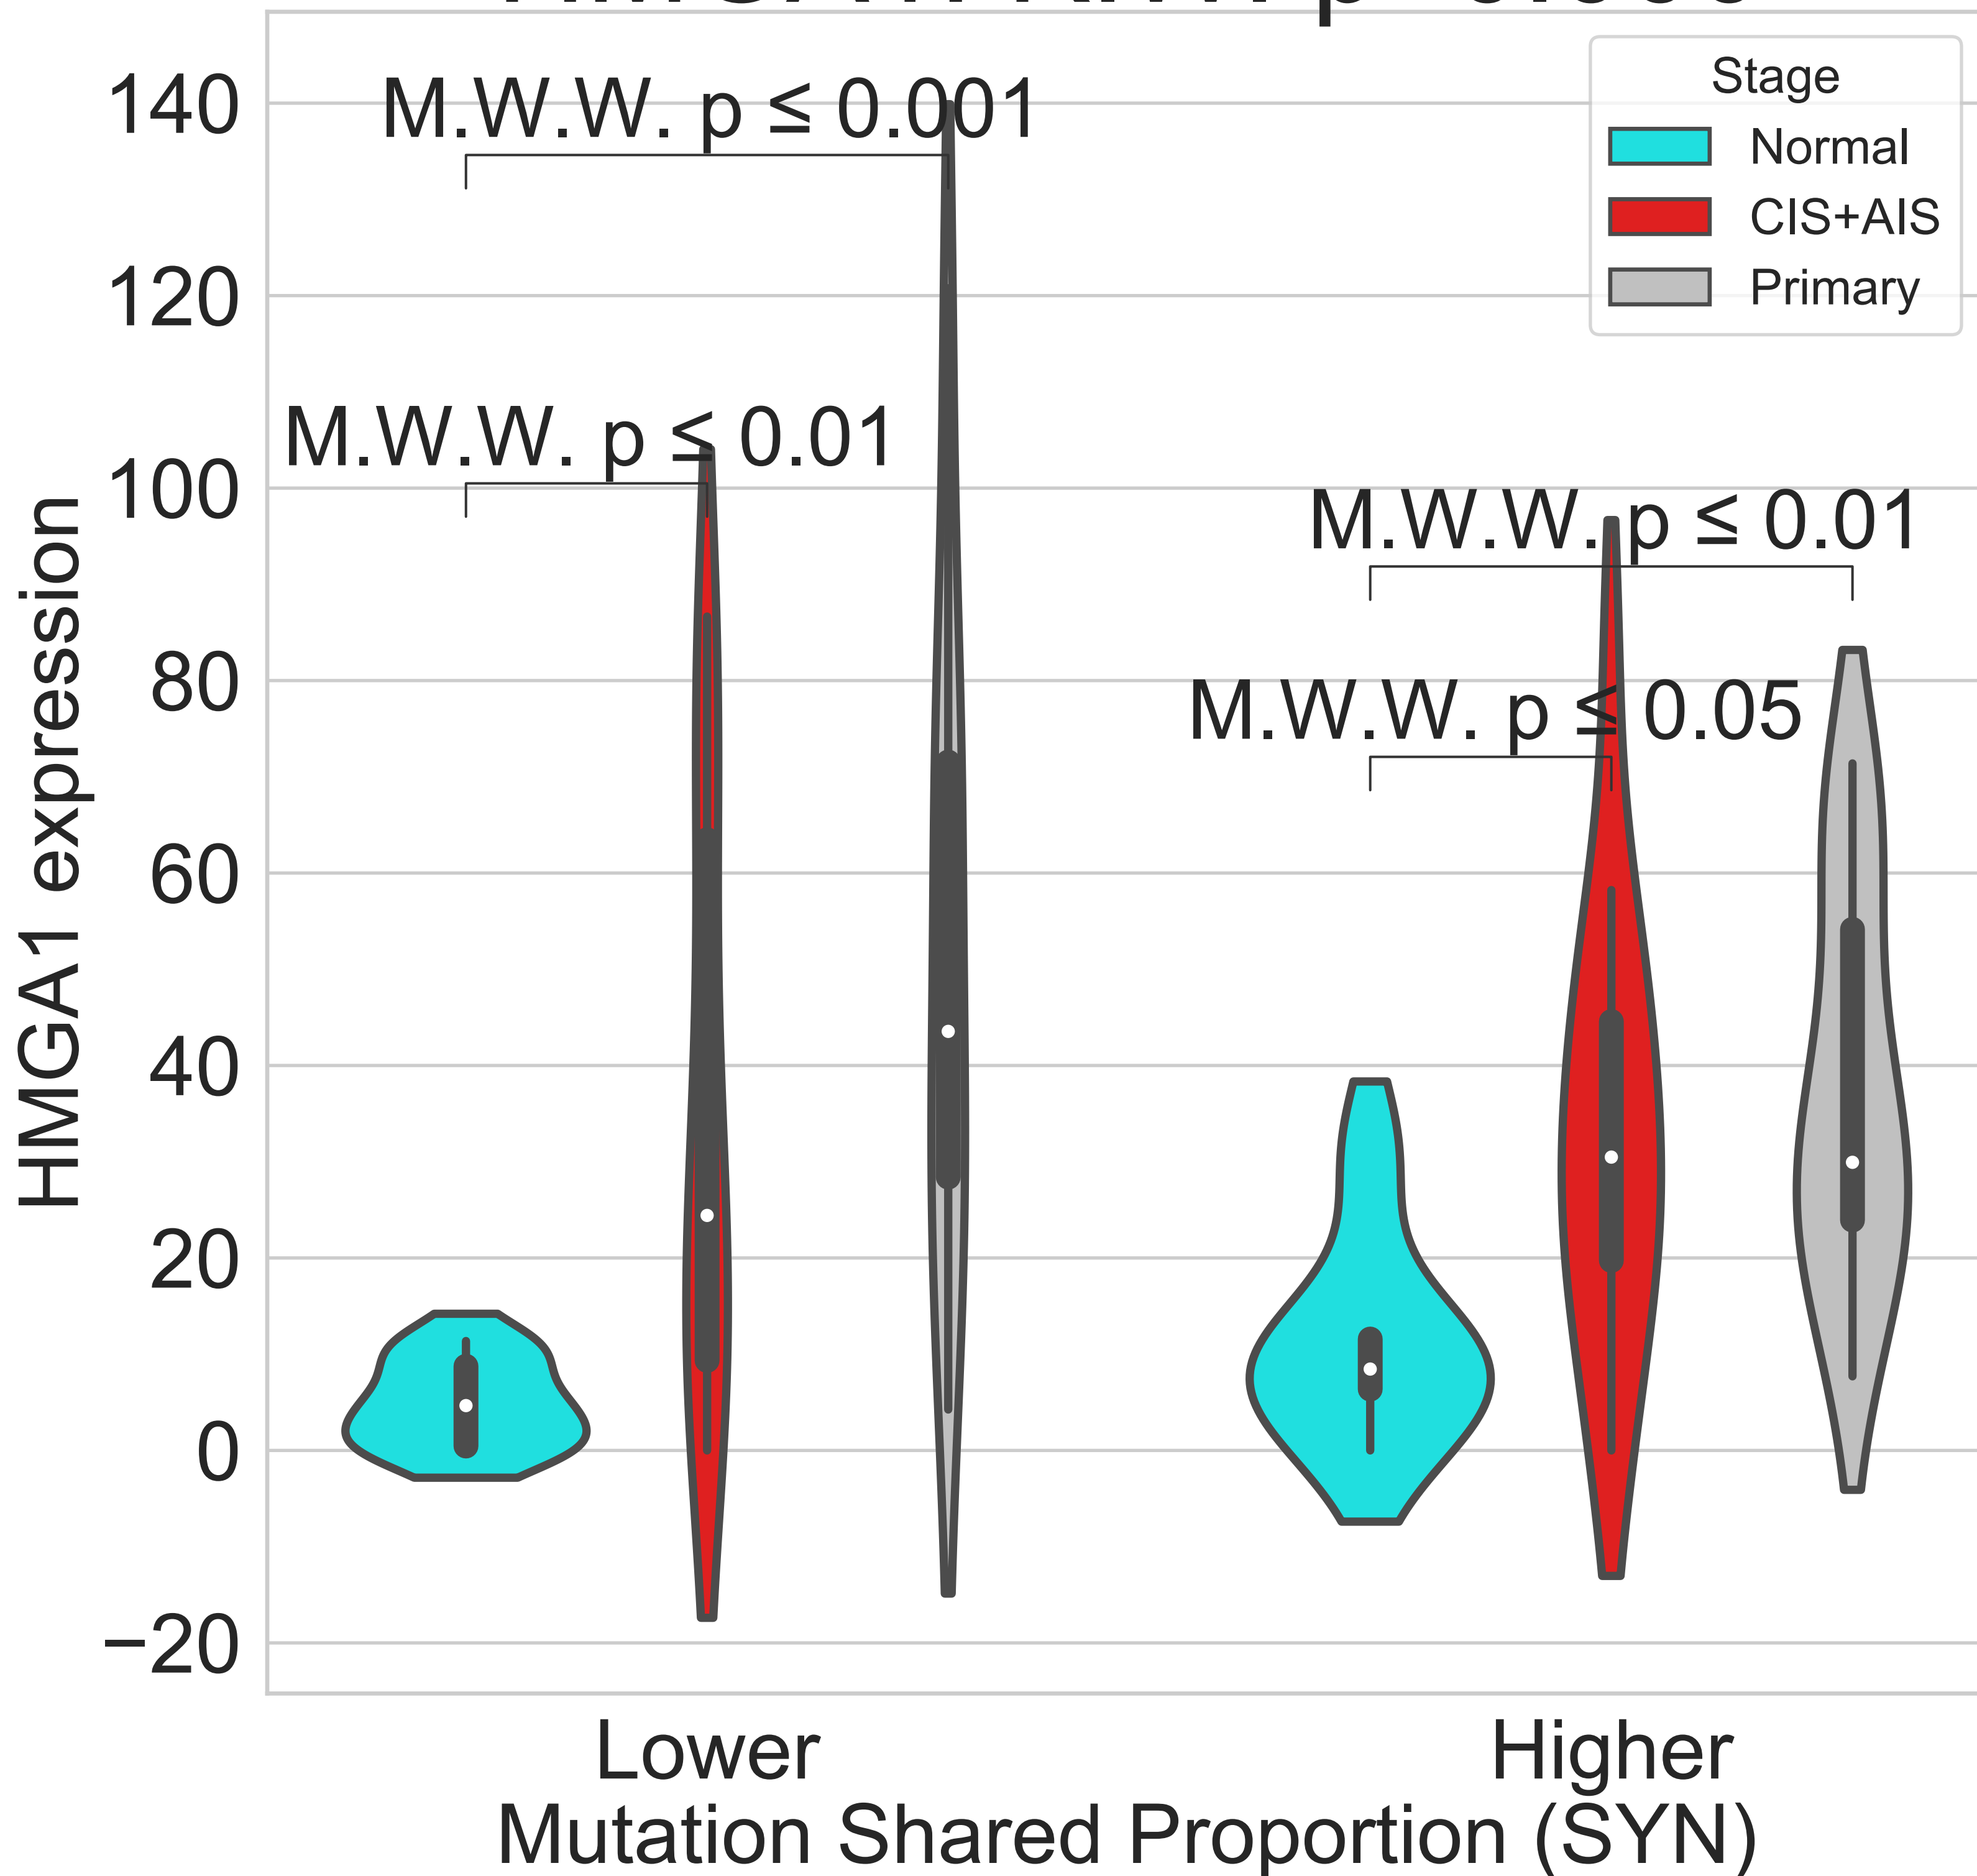 140
120
100
80
60
40
20
0
−20
HMGA1 expression
M.W.W. p ≤ 0.001
M.W.W. p ≤ 0.01
M.W.W. p ≤ 0.01
M.W.W. p ≤ 0.05
Stage
Normal
CIS+AIS
Primary
Lower
Higher
Mutation Shared Proportion (SYN)